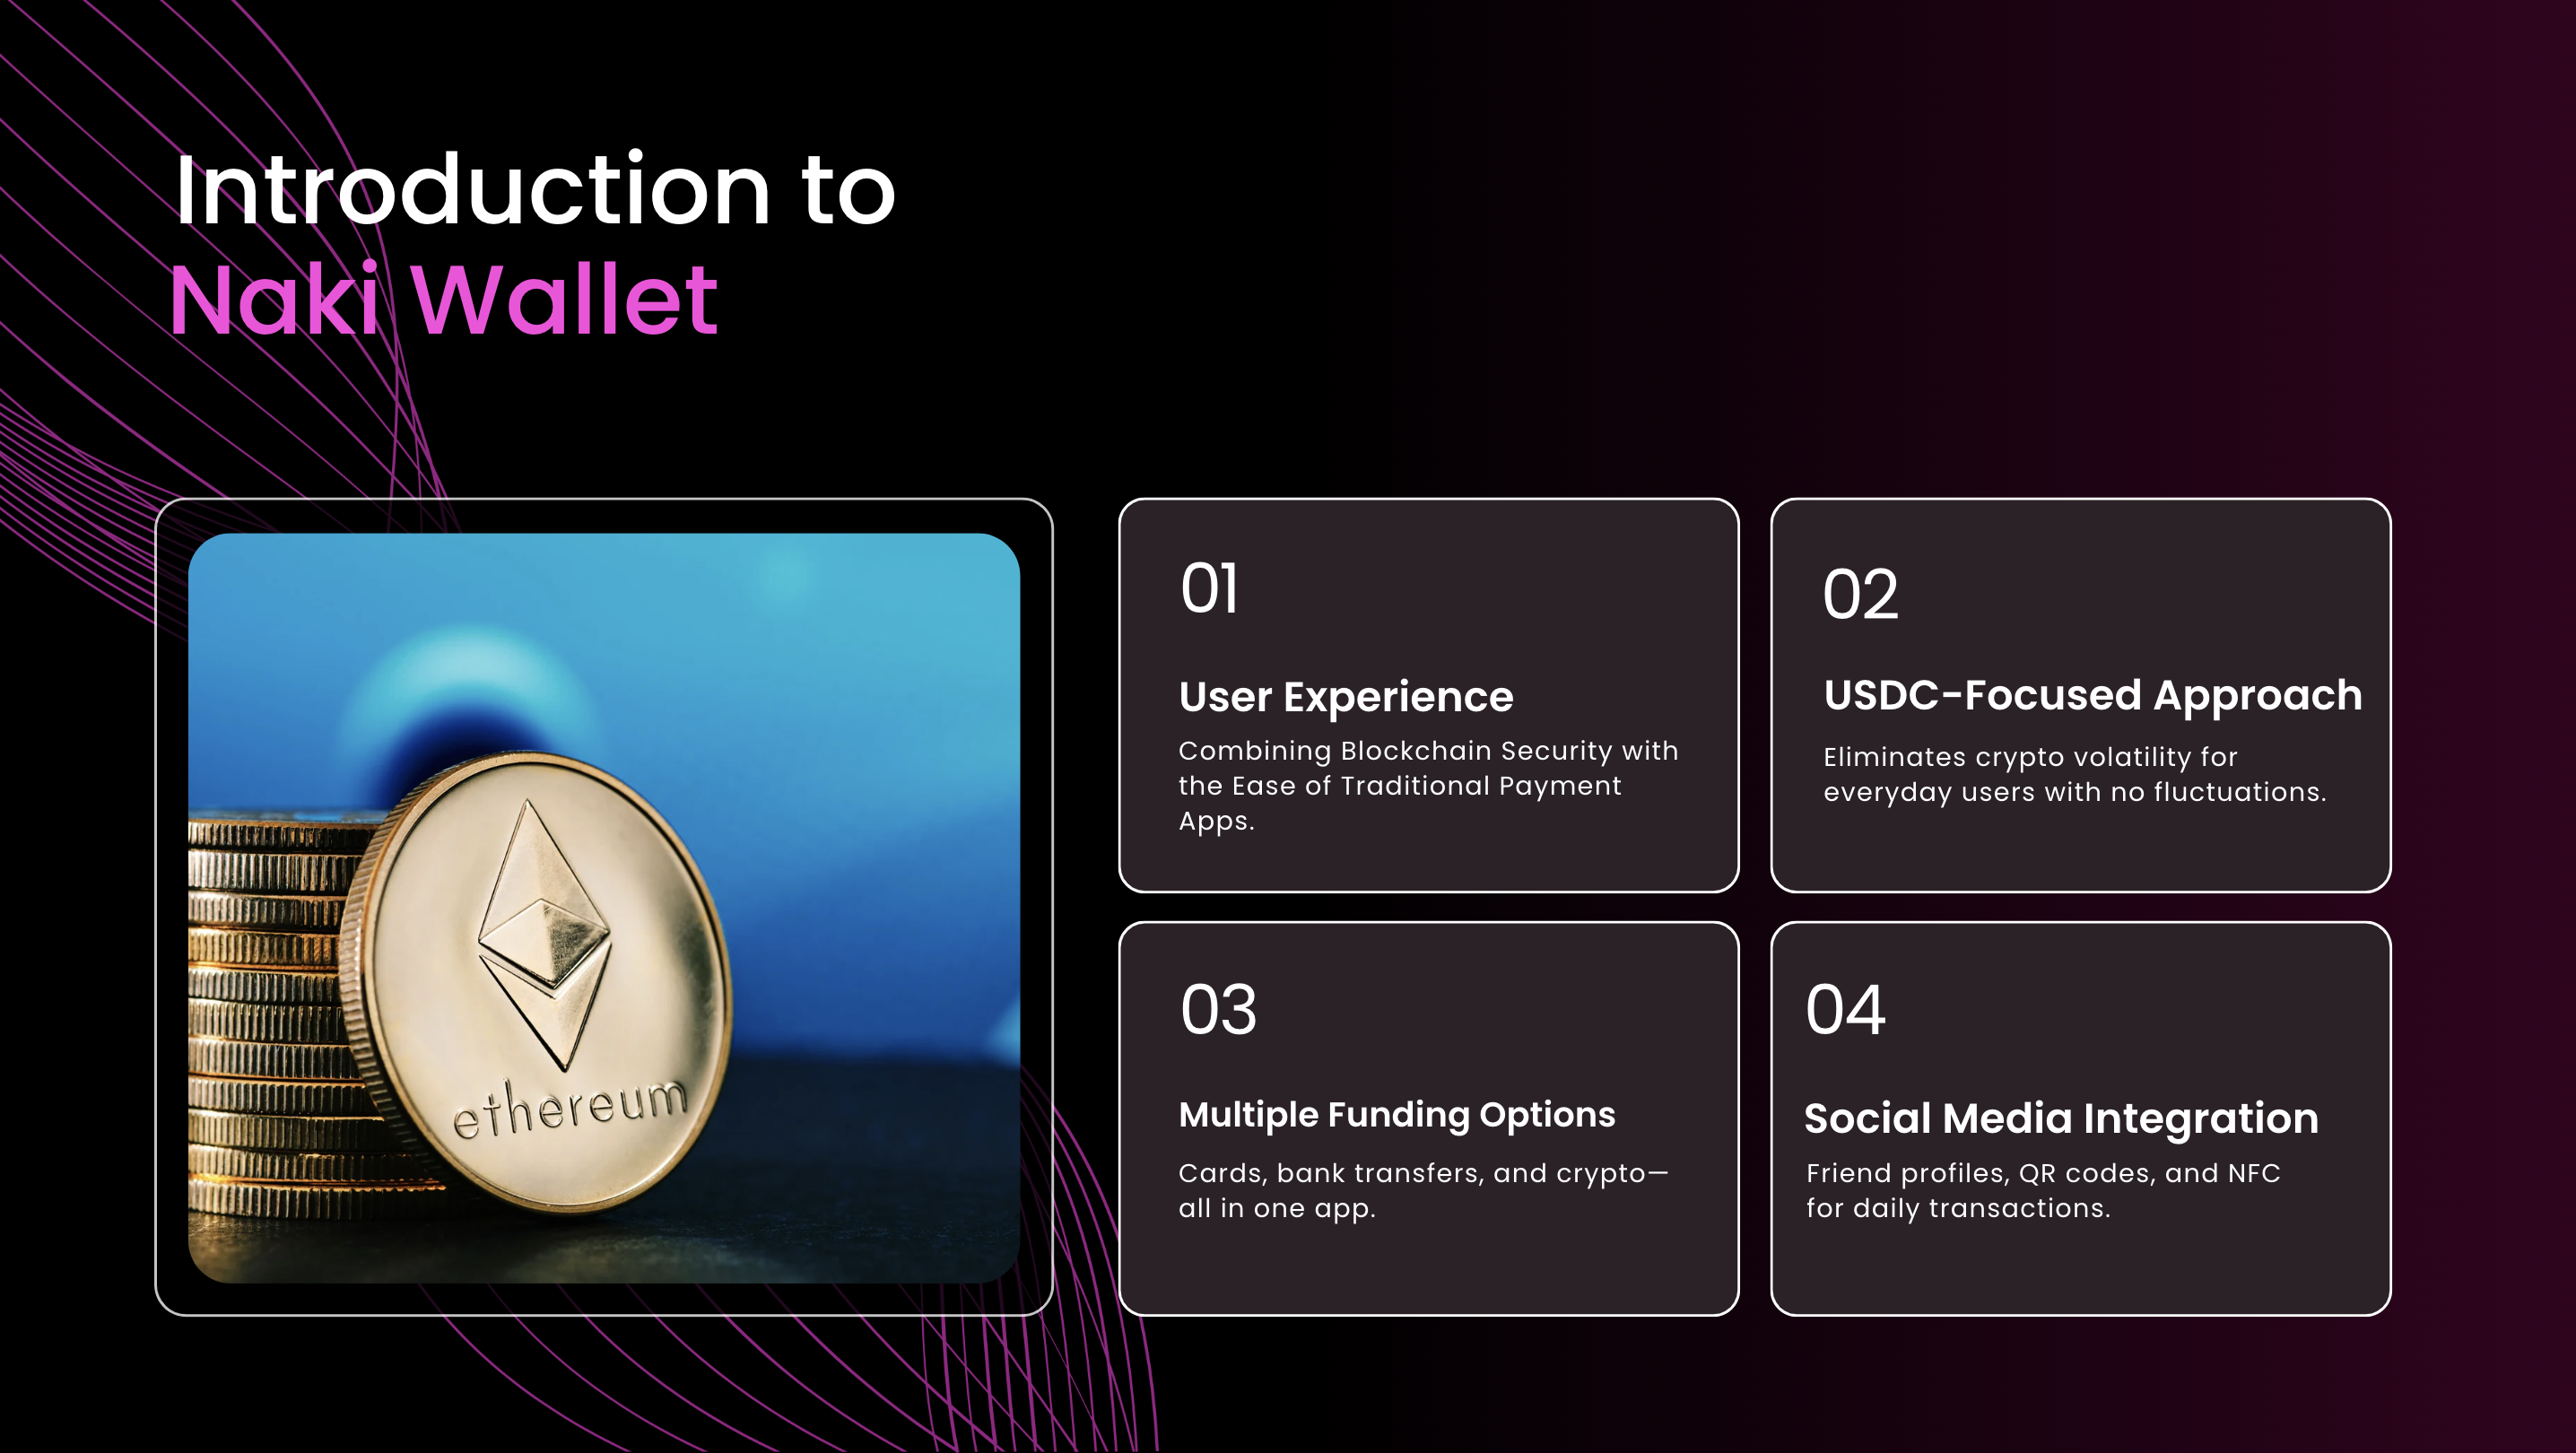 Introduction to
Naki Wallet
ethereum
01
User Experience
Combining Blockchain Security with
the Ease of Traditional Payment
Apps.
02
USDC-Focused Approach
Eliminates crypto volatility for
everyday users with no fluctuations.
03
Multiple Funding Options
Cards, bank transfers, and crypto—
all in one app.
04
Social Media Integration
Friend profiles, QR codes, and NFC
for daily transactions.